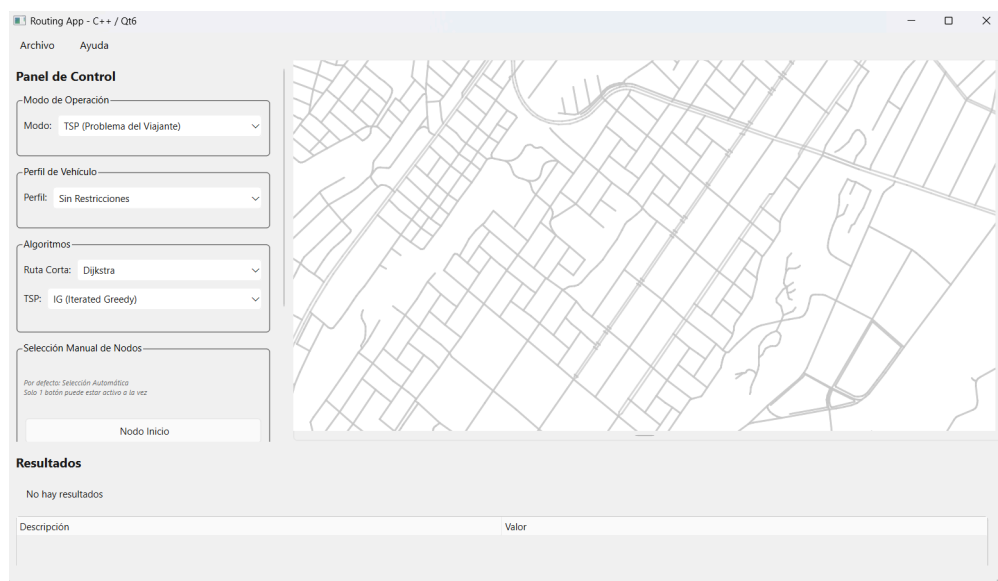 Routing App - C++ / Qt6
Archivo Ayuda
Panel de Control
Modo de Operación
Modo: TSP (Problema del Viajante)
Perfil de Vehículo
Perfil: Sin Restricciones
Algoritmos
Ruta Corta: Dijkstra
TSP: IG (Iterated Greedy)
Selección Manual de Nodos
Por defecto: Selección Automática
Solo 1 botón puede estar activo a la vez
Nodo Inicio
Resultados
No hay resultados
Descripción Valor